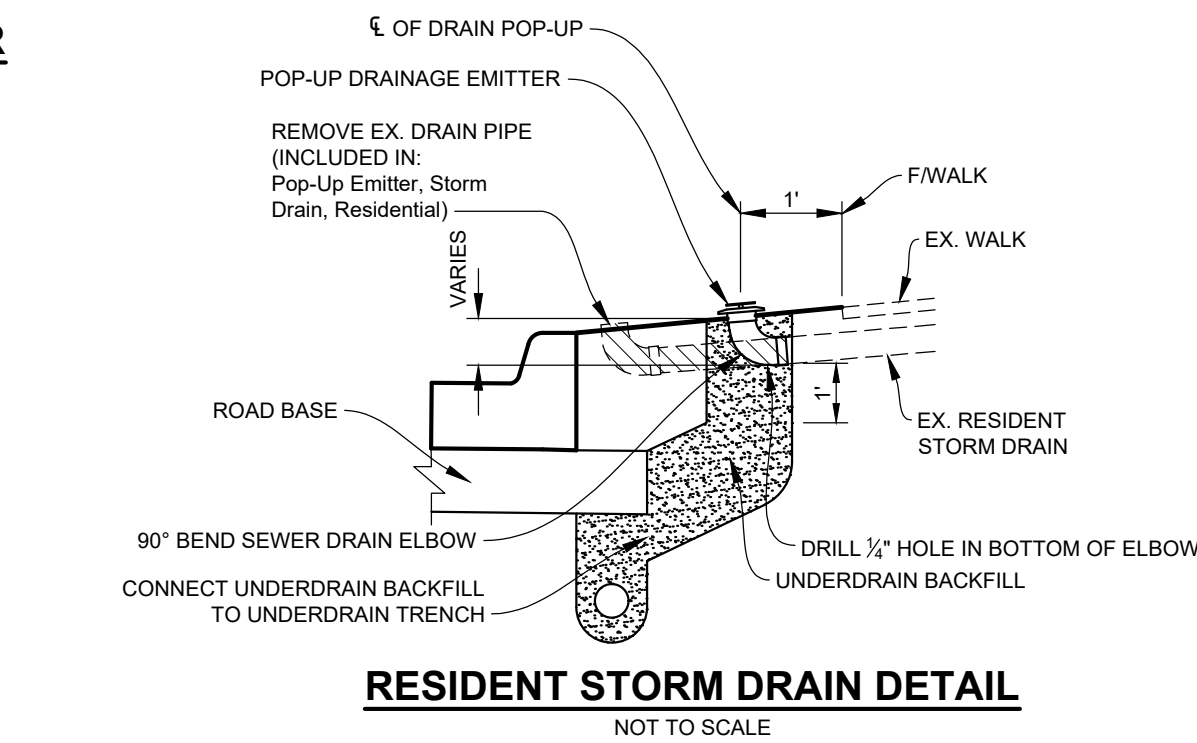 R
℄ OF DRAIN POP-UP
POP-UP DRAINAGE EMITTER
REMOVE EX. DRAIN PIPE
(INCLUDED IN:
Pop-Up Emitter, Storm
Drain, Residential)
F/WALK
1'
EX. WALK
VARIES
ROAD BASE
1'
EX. RESIDENT
STORM DRAIN
90° BEND SEWER DRAIN ELBOW
DRILL ¼" HOLE IN BOTTOM OF ELBOW
CONNECT UNDERDRAIN BACKFILL
TO UNDERDRAIN TRENCH
UNDERDRAIN BACKFILL
RESIDENT STORM DRAIN DETAIL
NOT TO SCALE